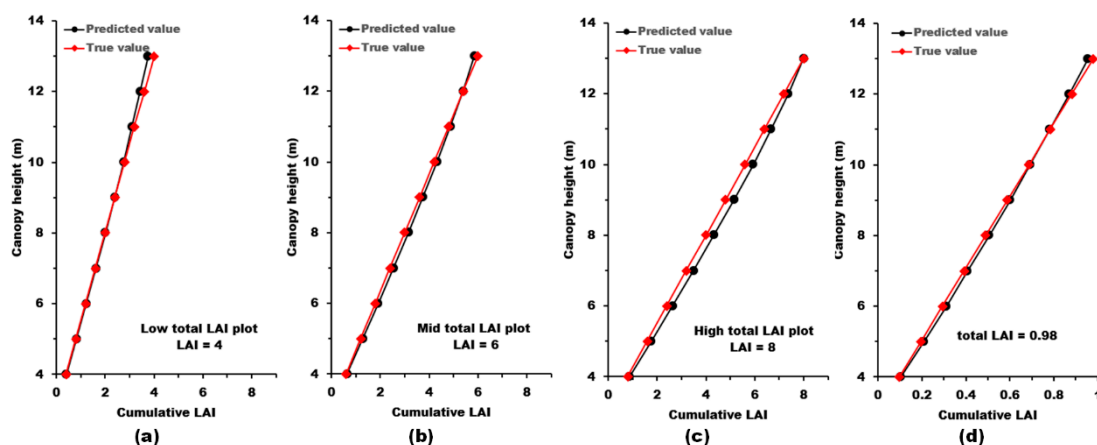 14
12
10
8
6
4
Canopy height (m)
Predicted value
True value
Low total LAI plot
LAI = 4
0 2 4 6 8
Cumulative LAI
(a)
14
12
10
8
6
4
Canopy height (m)
Predicted value
True value
Mid total LAI plot
LAI = 6
0 2 4 6 8
Cumulative LAI
(b)
14
12
10
8
6
4
Canopy height (m)
Predicted value
True value
High total LAI plot
LAI = 8
0 2 4 6 8
Cumulative LAI
(c)
14
12
10
8
6
4
Canopy height (m)
Predicted value
True value
total LAI = 0.98
0 0.2 0.4 0.6 0.8 1
Cumulative LAI
(d)